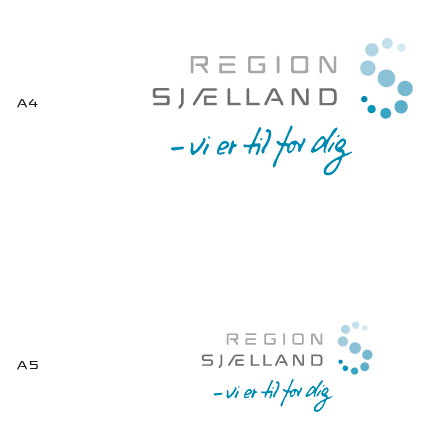 REGION
SJÆLLAND
A4
– vi er til for dig
REGION
SJÆLLAND
A5
– vi er til for dig